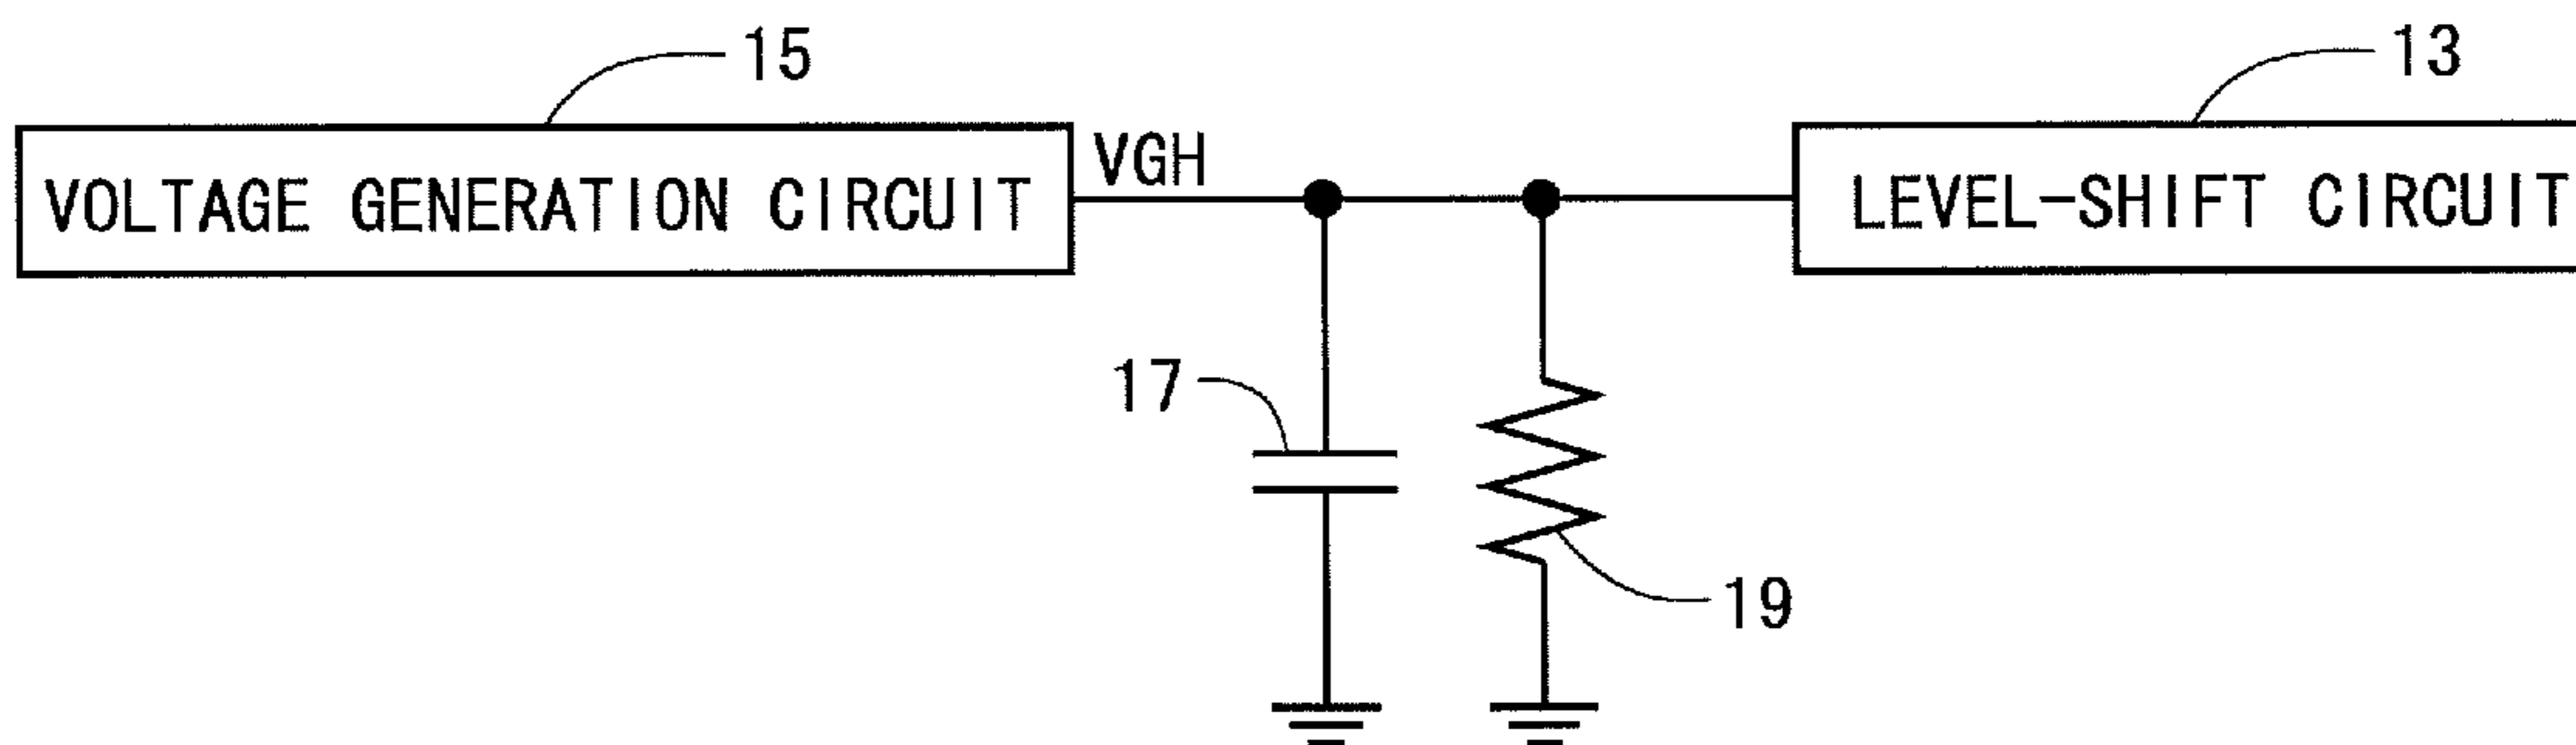 15
13
VOLTAGE GENERATION CIRCUIT
VGH
LEVEL-SHIFT CIRCUIT
17
19